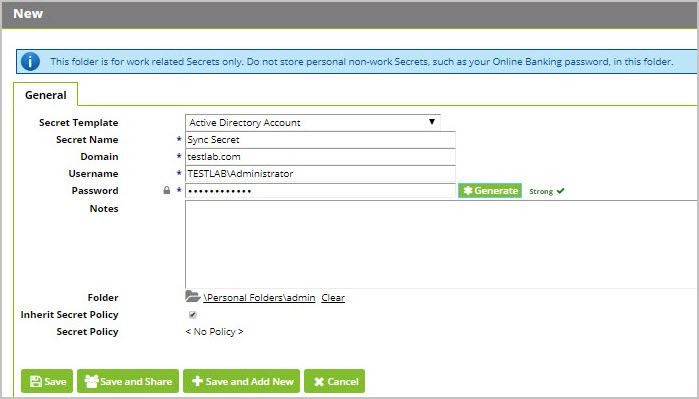 New
This folder is for work related Secrets only. Do not store personal non-work Secrets, such as your Online Banking password, in this folder.
General
Secret Template Active Directory Account
Secret Name * Sync Secret
Domain * testlab.com
Username * TESTLAB\Administrator
Password * •••••••••••• Generate Strong
Notes
Folder \Personal Folders\admin Clear
Inherit Secret Policy
Secret Policy < No Policy >
Save Save and Share Save and Add New Cancel